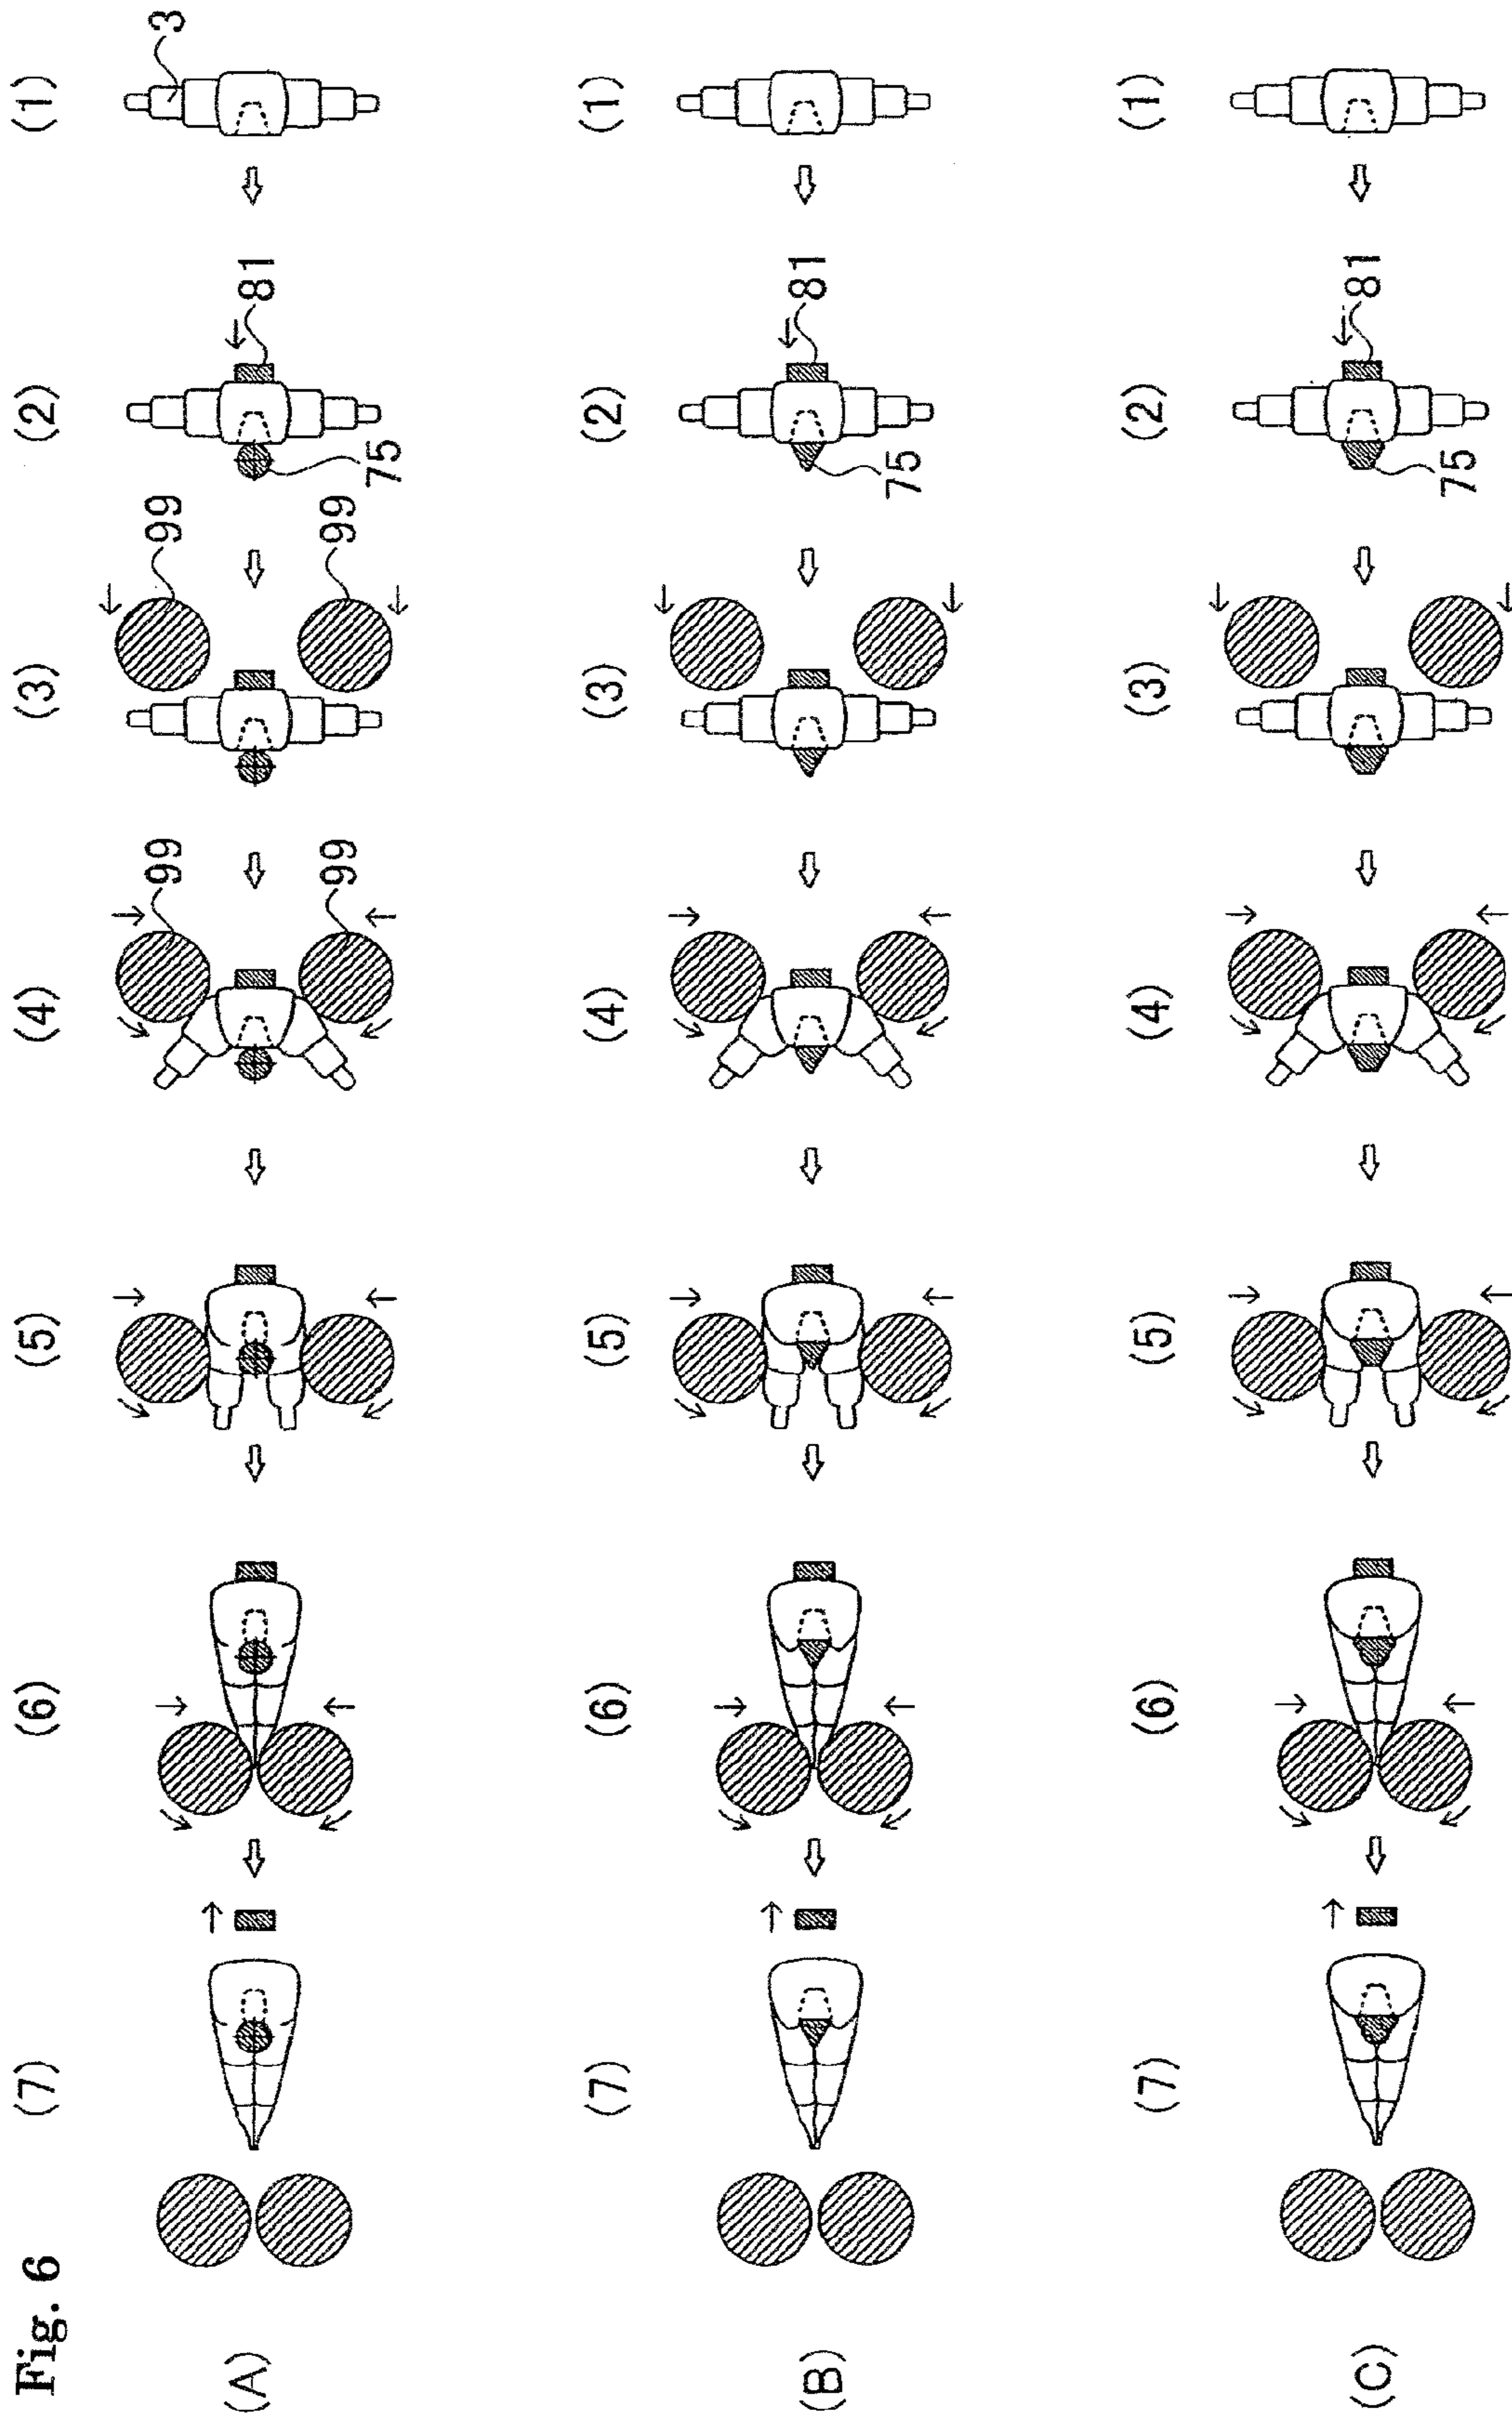 Fig. 6
(7) (6) (5) (4) (3) (2) (1)
99 99 3
(A) 81
99 99
75
(7) (6) (5) (4) (3) (2) (1)
(B) 81
75
(7) (6) (5) (4) (3) (2) (1)
(C) 81
75